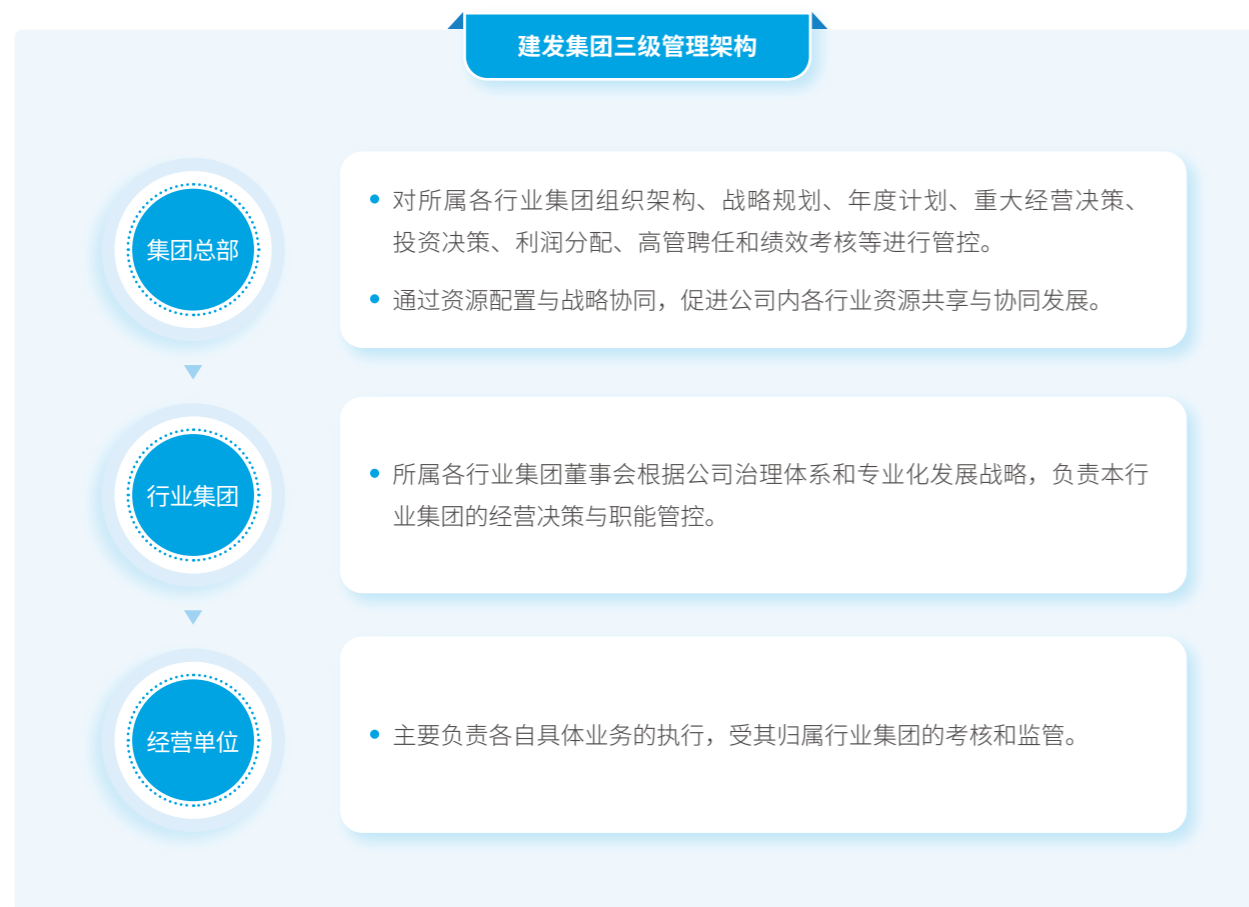 建发集团三级管理架构
集团总部
• 对所属各行业集团组织架构、战略规划、年度计划、重大经营决策、
投资决策、利润分配、高管聘任和绩效考核等进行管控。
• 通过资源配置与战略协同，促进公司内各行业资源共享与协同发展。
行业集团
• 所属各行业集团董事会根据公司治理体系和专业化发展战略，负责本行
业集团的经营决策与职能管控。
经营单位
• 主要负责各自具体业务的执行，受其归属行业集团的考核和监管。